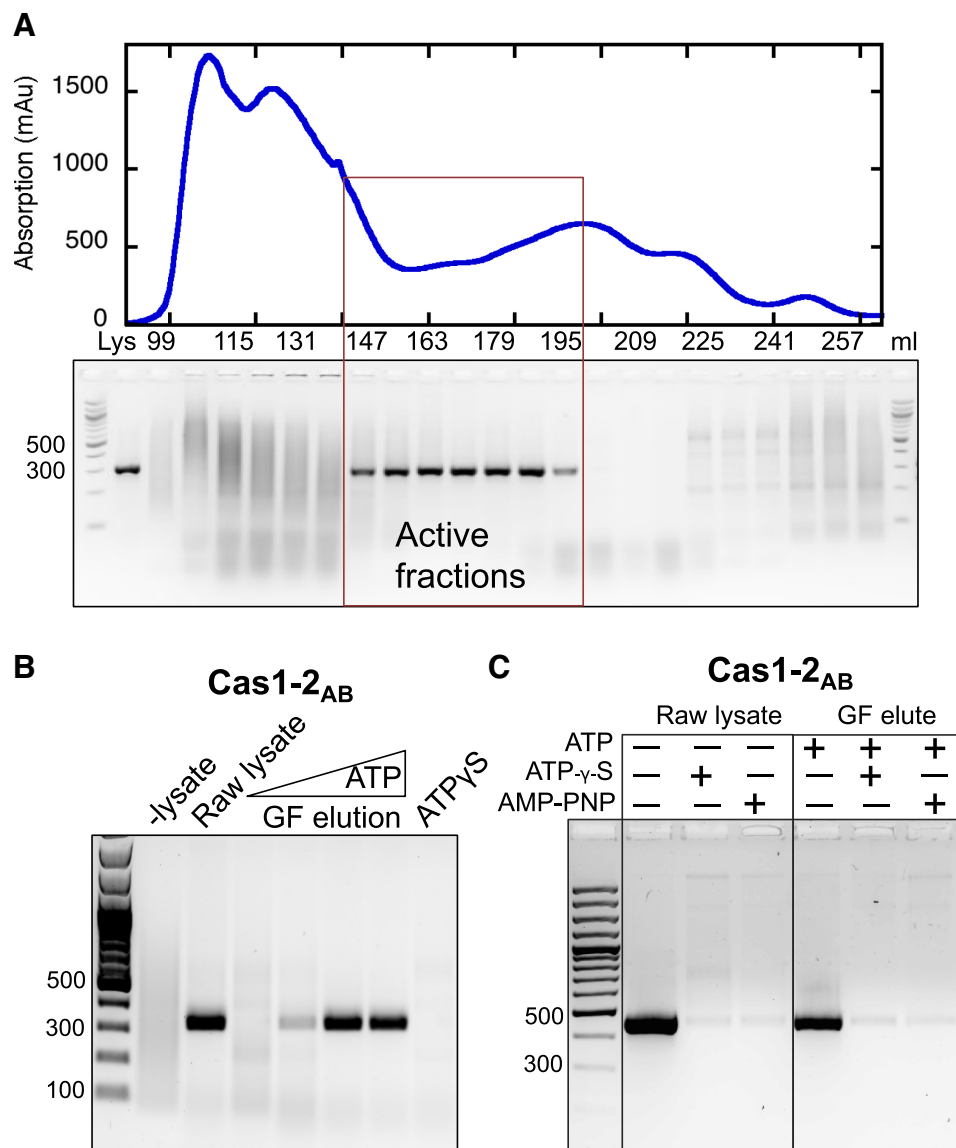 A
Absorption (mAu)
1500
1000
500
0
Lys 99 115 131 147 163 179 195 209 225 241 257 ml
500
300
Active
fractions
B
Cas1-2AB
-lysate
Raw lysate
ATP
GF elution
ATPγS
500
300
100
C
Cas1-2AB
Raw lysate GF elute
ATP — — — + + +
ATP-γ-S — + — — + —
AMP-PNP — — + — — +
500
300